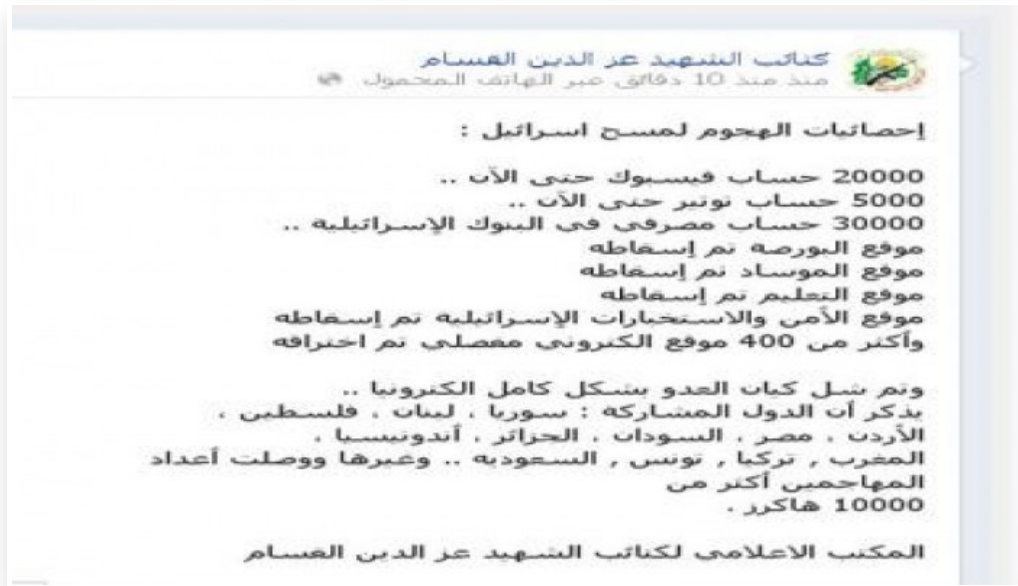 كتائب الشهيد عز الدين القسام
منذ منذ 10 دقائق عبر الهاتف المحمول
إحصائيات الهجوم لمسح اسرائيل :
20000 حساب فيسبوك حتى الآن ..
5000 حساب تويتر حتى الآن ..
30000 حساب مصرفي في البنوك الإسرائيلية ..
موقع البورصة تم إسقاطه
موقع الموساد تم إسقاطه
موقع التعليم تم إسقاطه
موقع الأمن والاستخبارات الإسرائيلية تم إسقاطه
وأكثر من 400 موقع الكتروني مفصلي تم اختراقه
وتم شل كيان العدو بشكل كامل الكترونيا ..
يذكر أن الدول المشاركة : سوريا ، لبنان ، فلسطين ،
الأردن ، مصر ، السودان ، الجزائر ، أندونيسيا ،
المغرب , تركيا , تونس , السعودية .. وغيرها ووصلت أعداد
المهاجمين أكثر من
10000 هاكرز .
المكتب الاعلامي لكتائب الشهيد عز الدين القسام